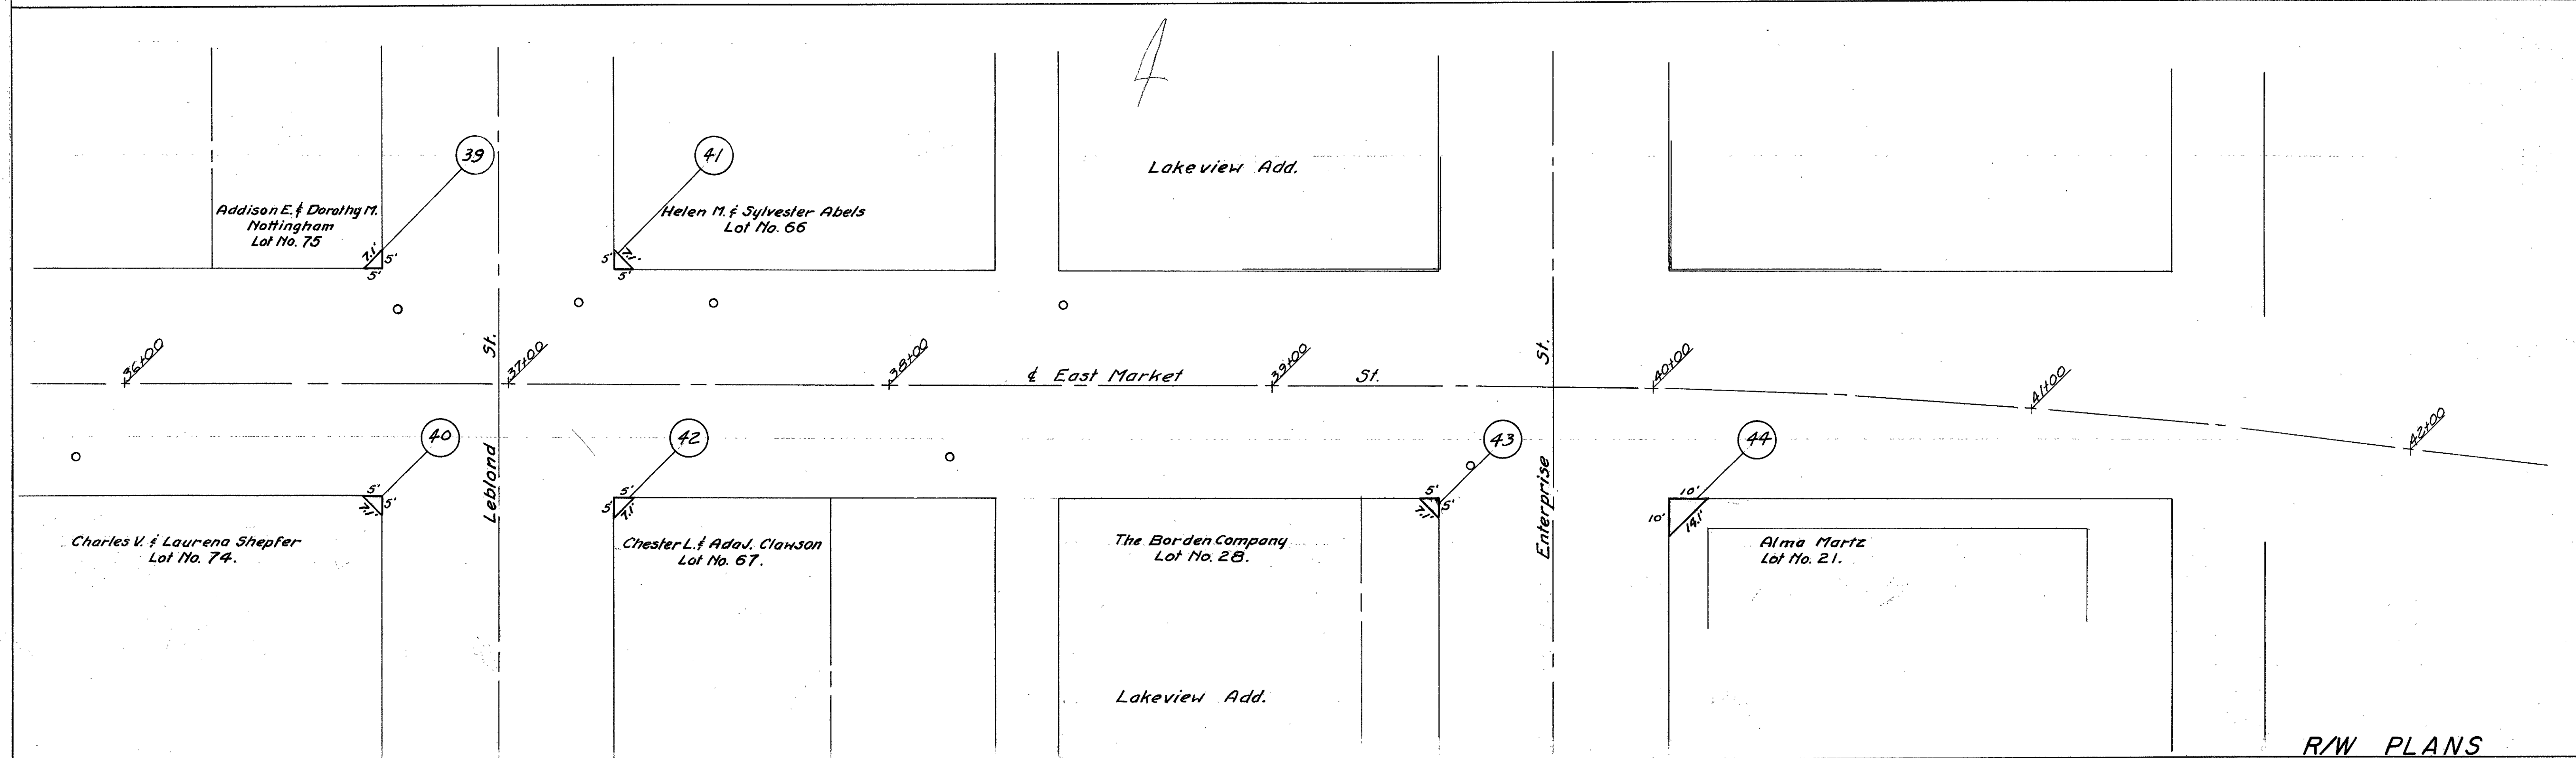 4
39
41
Lakeview Add.
Addison E. & Dorothy M.
Nottingham
Lot No. 75
Helen M. & Sylvester Abels
Lot No. 66
7.1'
5'
5'
5'
7.1'
5'
36+00
St.
37+00
38+00
℄ East Market St.
39+00
St.
40+00
41+00
42+00
40
42
43
44
Leblond
Enterprise
5'
5'
7.1'
5'
5'
7.1'
5'
5'
7.1'
10'
10'
14.1'
Charles V. & Laurena Shepfer
Lot No. 74.
Chester L. & Ada J. Clawson
Lot No. 67.
The Borden Company
Lot No. 28.
Alma Martz
Lot No. 21.
Lakeview Add.
R/W PLANS